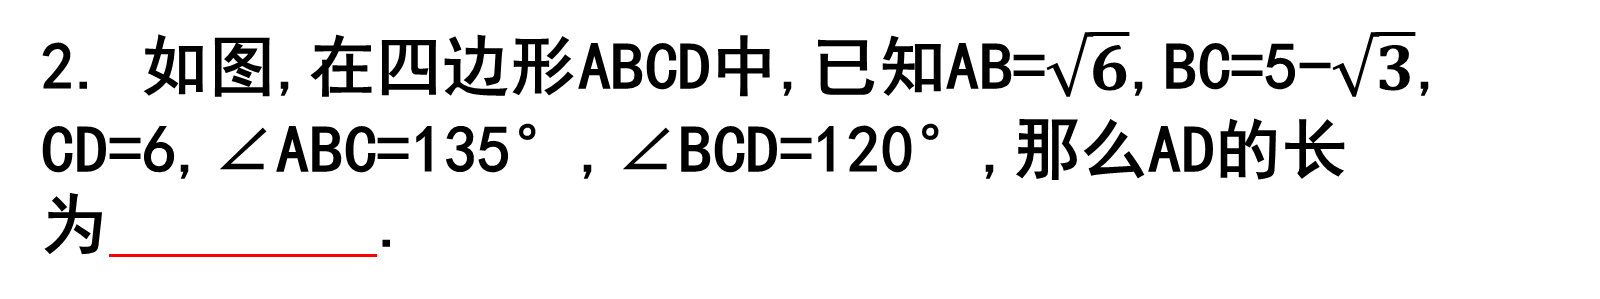 2. 如图,在四边形ABCD中,已知AB=√6,BC=5-√3,
CD=6,∠ABC=135°,∠BCD=120°,那么AD的长
为________.